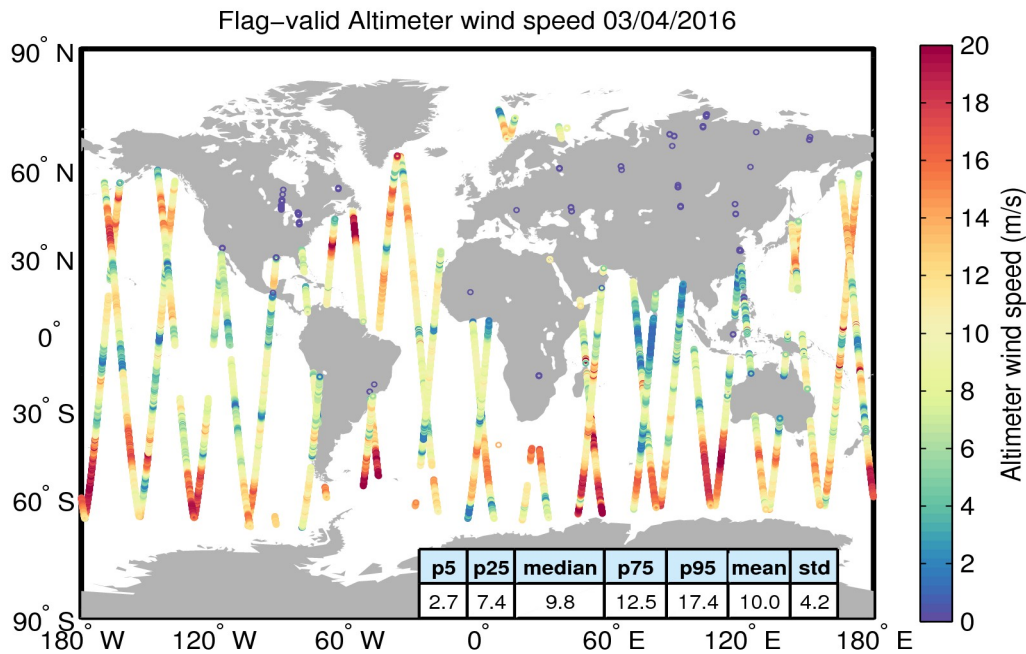 Flag−valid Altimeter wind speed 03/04/2016
90° N
60° N
30° N
0°
30° S
60° S
90° S
180° W
120° W
60° W
0°
60° E
120° E
180° E
p5 p25 median p75 p95 mean std
2.7 7.4 9.8 12.5 17.4 10.0 4.2
20
18
16
14
12
10
8
6
4
2
0
Altimeter wind speed (m/s)